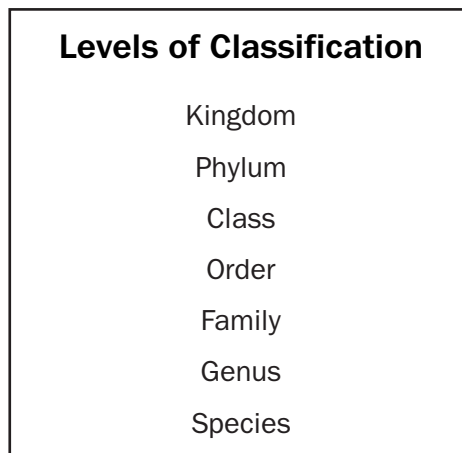 Levels of Classification
Kingdom
Phylum
Class
Order
Family
Genus
Species